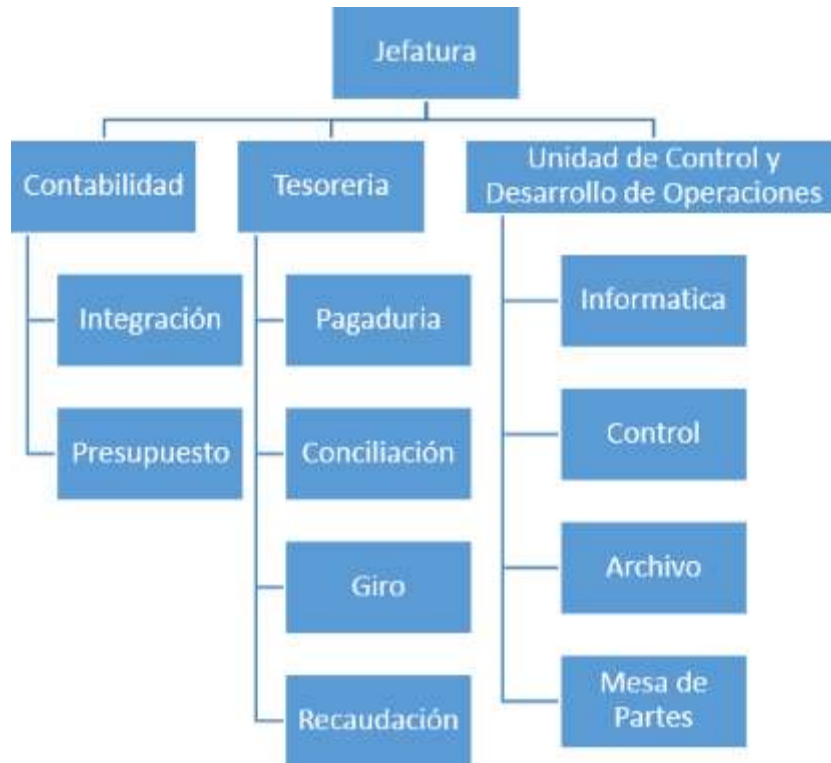 Jefatura
Contabilidad
Tesoreria
Unidad de Control y
Desarrollo de Operaciones
Integración
Presupuesto
Pagaduria
Conciliación
Giro
Recaudación
Informatica
Control
Archivo
Mesa de
Partes